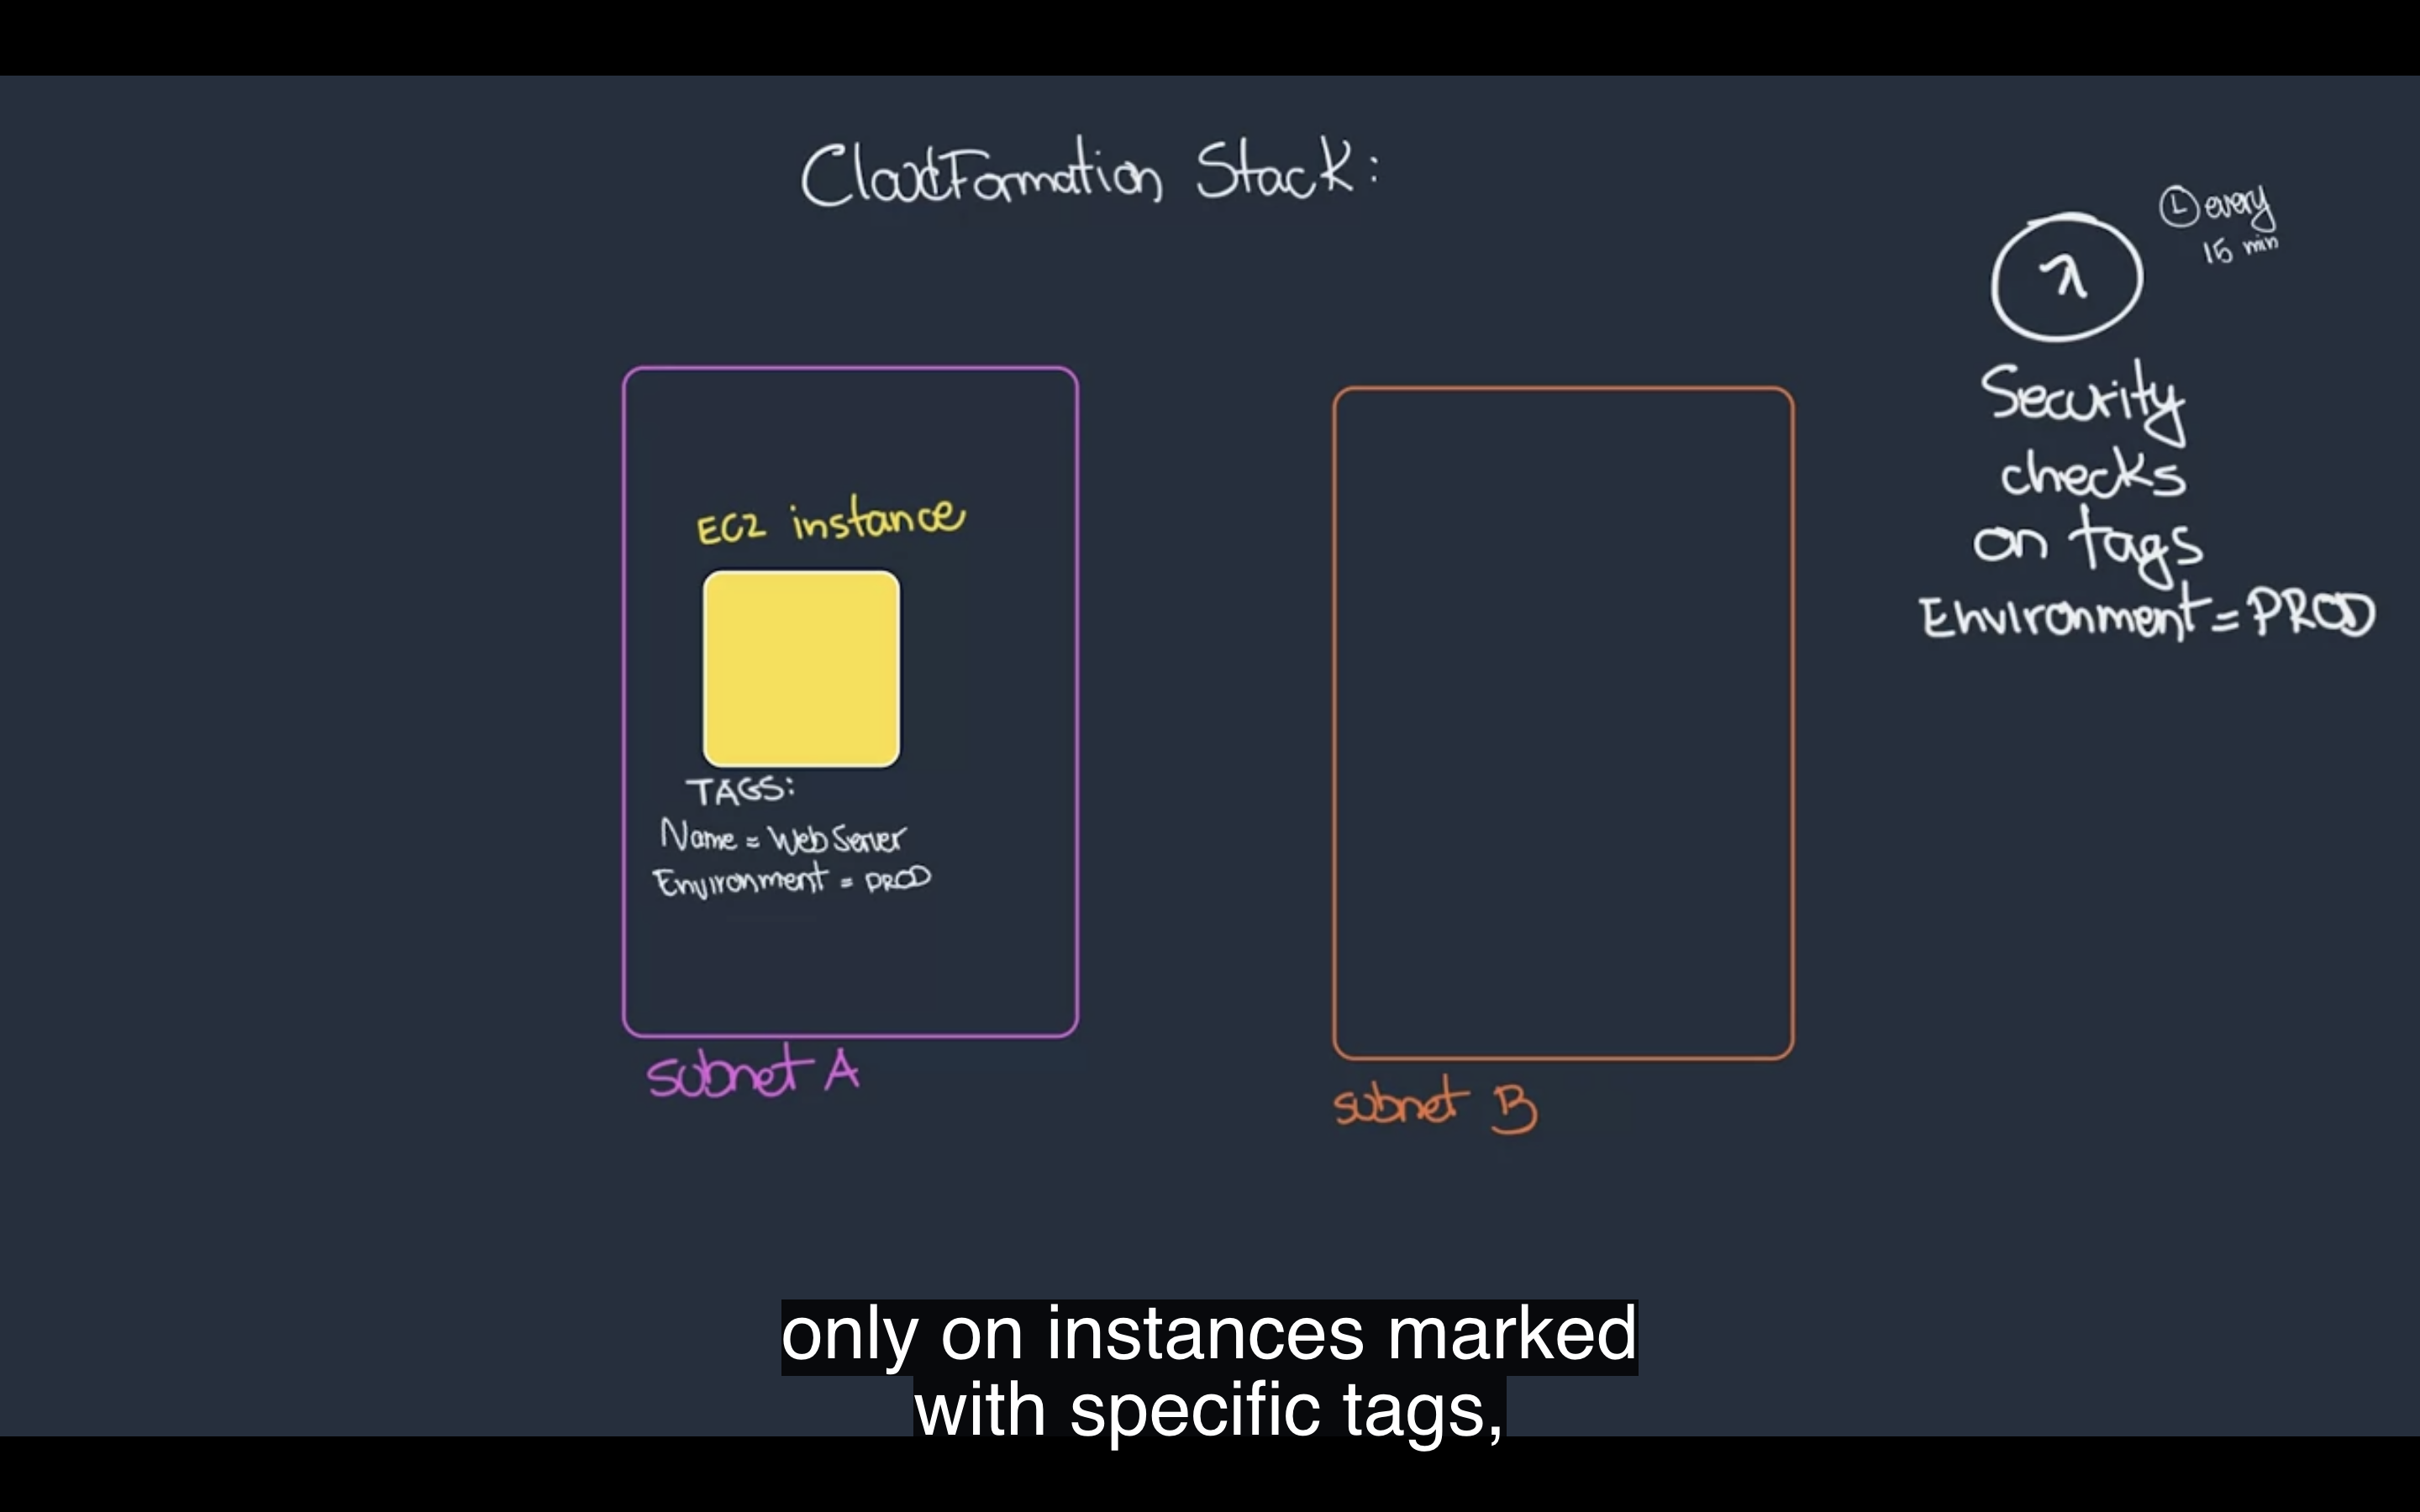 CloudFormation Stack:
every
15 min
λ
Security
checks
on tags
Environment = PROD
EC2 instance
TAGS:
Name = WebServer
Environment = PROD
subnet A
subnet B
only on instances marked
with specific tags,